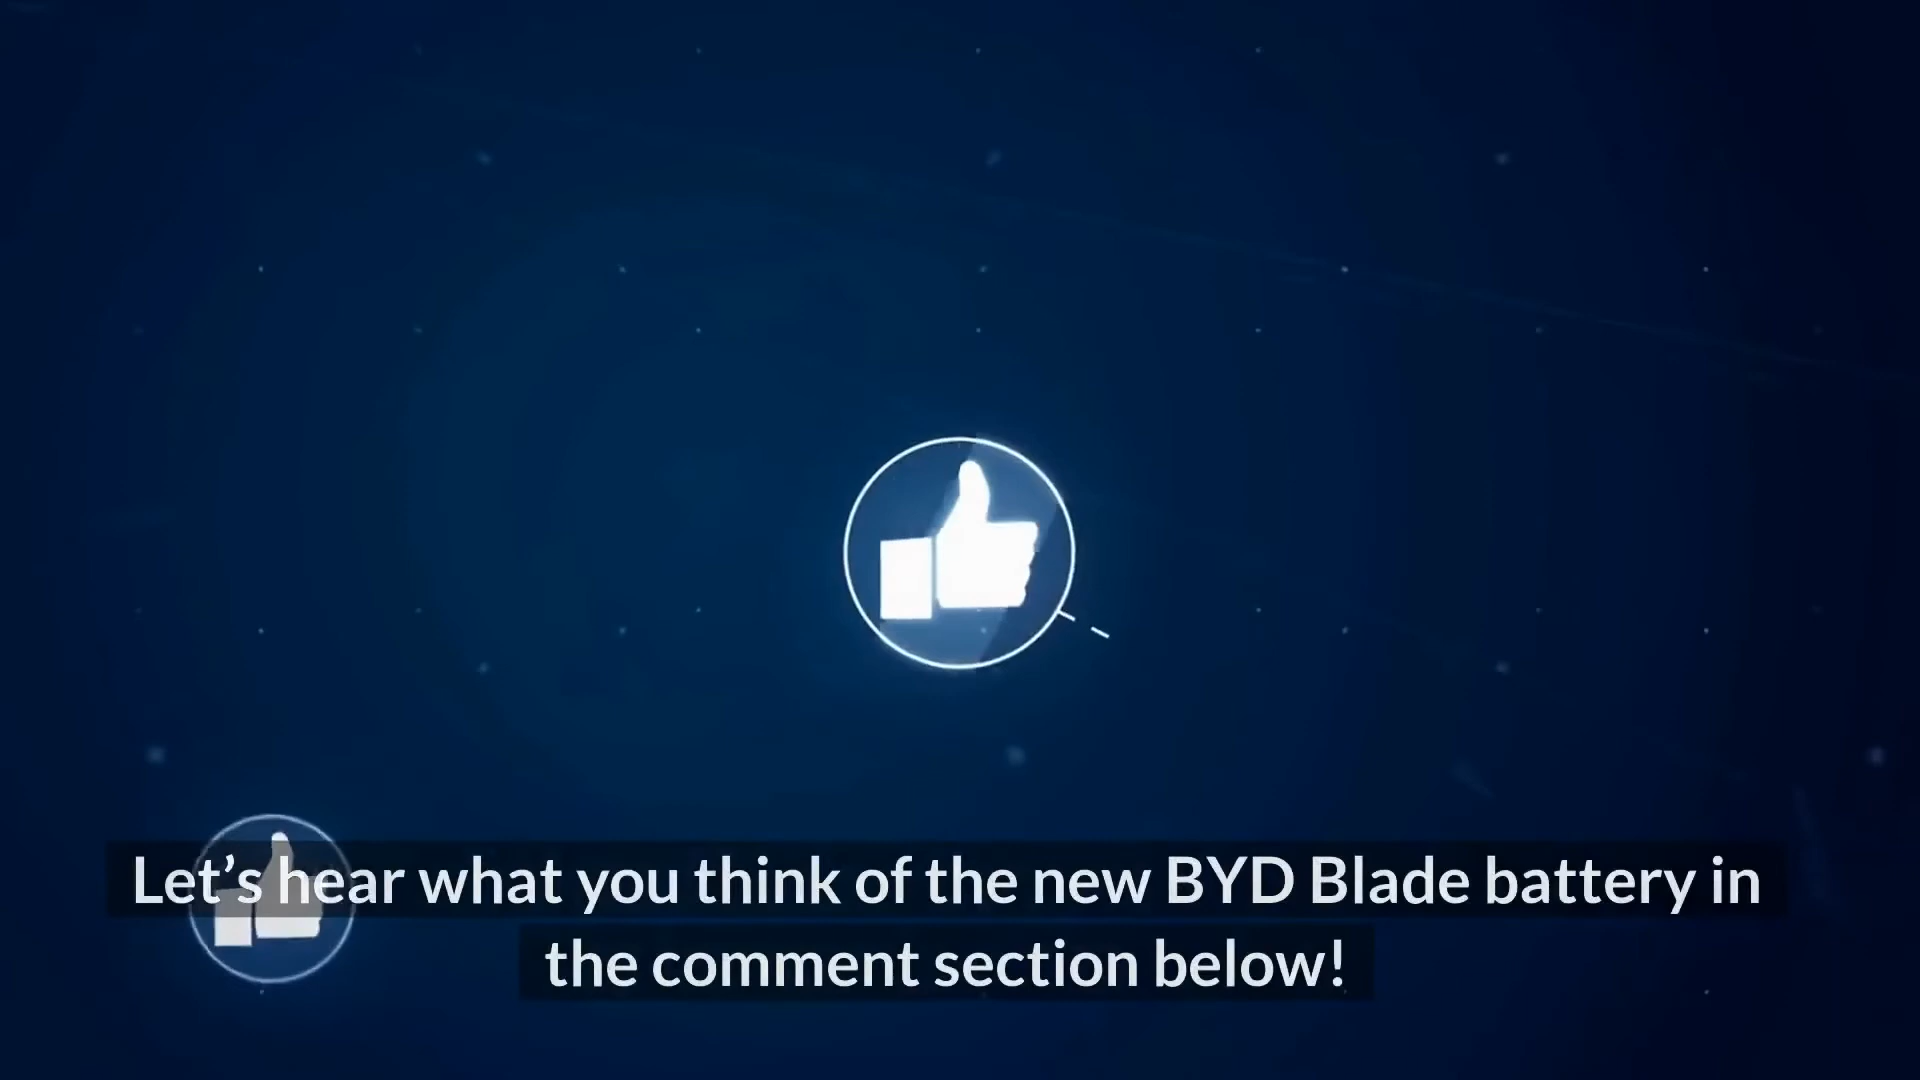 Let’s hear what you think of the new BYD Blade battery in
the comment section below!